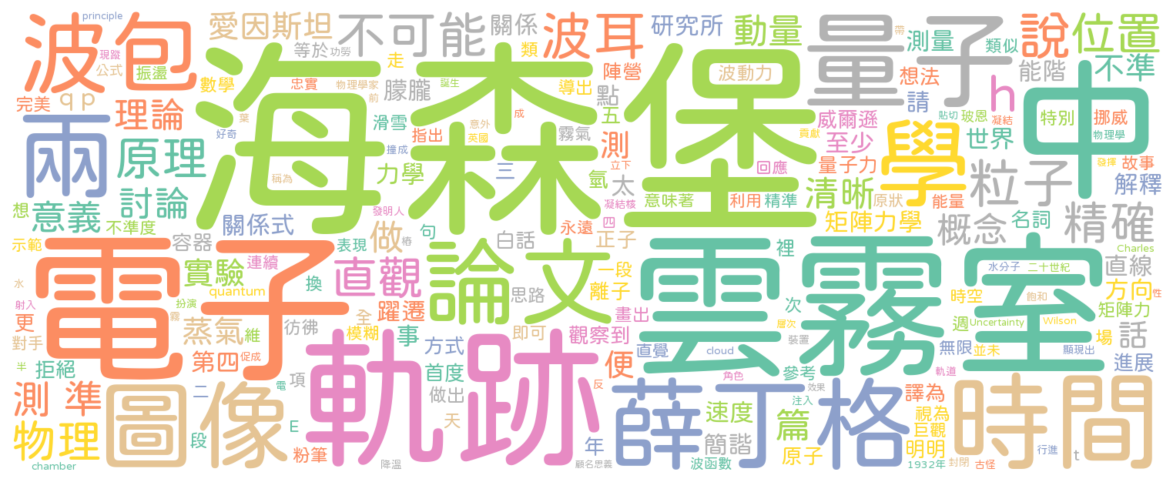 principle 愛因斯坦 不可能 關係 波耳 研究所 動量 量子 說 位置
波包 現蹤 公式 振盪 等於 功勞 走 類 陣營 測量 類似 帶
數學 忠實 物理學家 前 導出 波動力 想法 能階 不準
完美 q p 理論 葉 朦朧 點 請 h 中
海森堡
兩 原理 好奇 滑雪 指出 誕生 意外 英國 成 霧氣 五 威爾遜 玻恩 貼切 凝結 特別 挪威
稱為 撞成 測 貢獻 至少 世界 物理學
意義 討論 力學 三 立下 氫 回應 量子力 學 粒子 發揮 故事 解釋
想 不準度 關係式 發明人 凝結核 太 意味著 利用 精準 清晰 原狀 能量
示範 容器 做 表現 椿 句 永遠 四 白話 正子 裡 矩陣力學 概念 名詞 精確
電子 實驗 連續 直觀 論文 思路 一段 離子 雲霧室 水分子 二十世紀 直線
水 quantum 換 躍遷 次 時空 飽和 方向 性
射入 扮演 更 蒸氣 霧 維 彷彿 全 事 畫出 層次 週 Uncertainty Wilson 矩陣力
對手 第四 模糊 方式 即可 觀察到 裝置 無限 並未 場 話
半 拒絕 促成 二 項 軌跡 首度 便 直覺 cloud 參考 顯現出 進展
測 準 圖像 電 做出 反 角色 軌道 效果 譯為
段 E 天 薛丁格 速度 注入 視為 時間
物理 年 篇 簡諧 巨觀
粉筆 原子 明明 行進 t
chamber 降溫 顧名思義 波函數 1932年 封閉 古怪
Charles